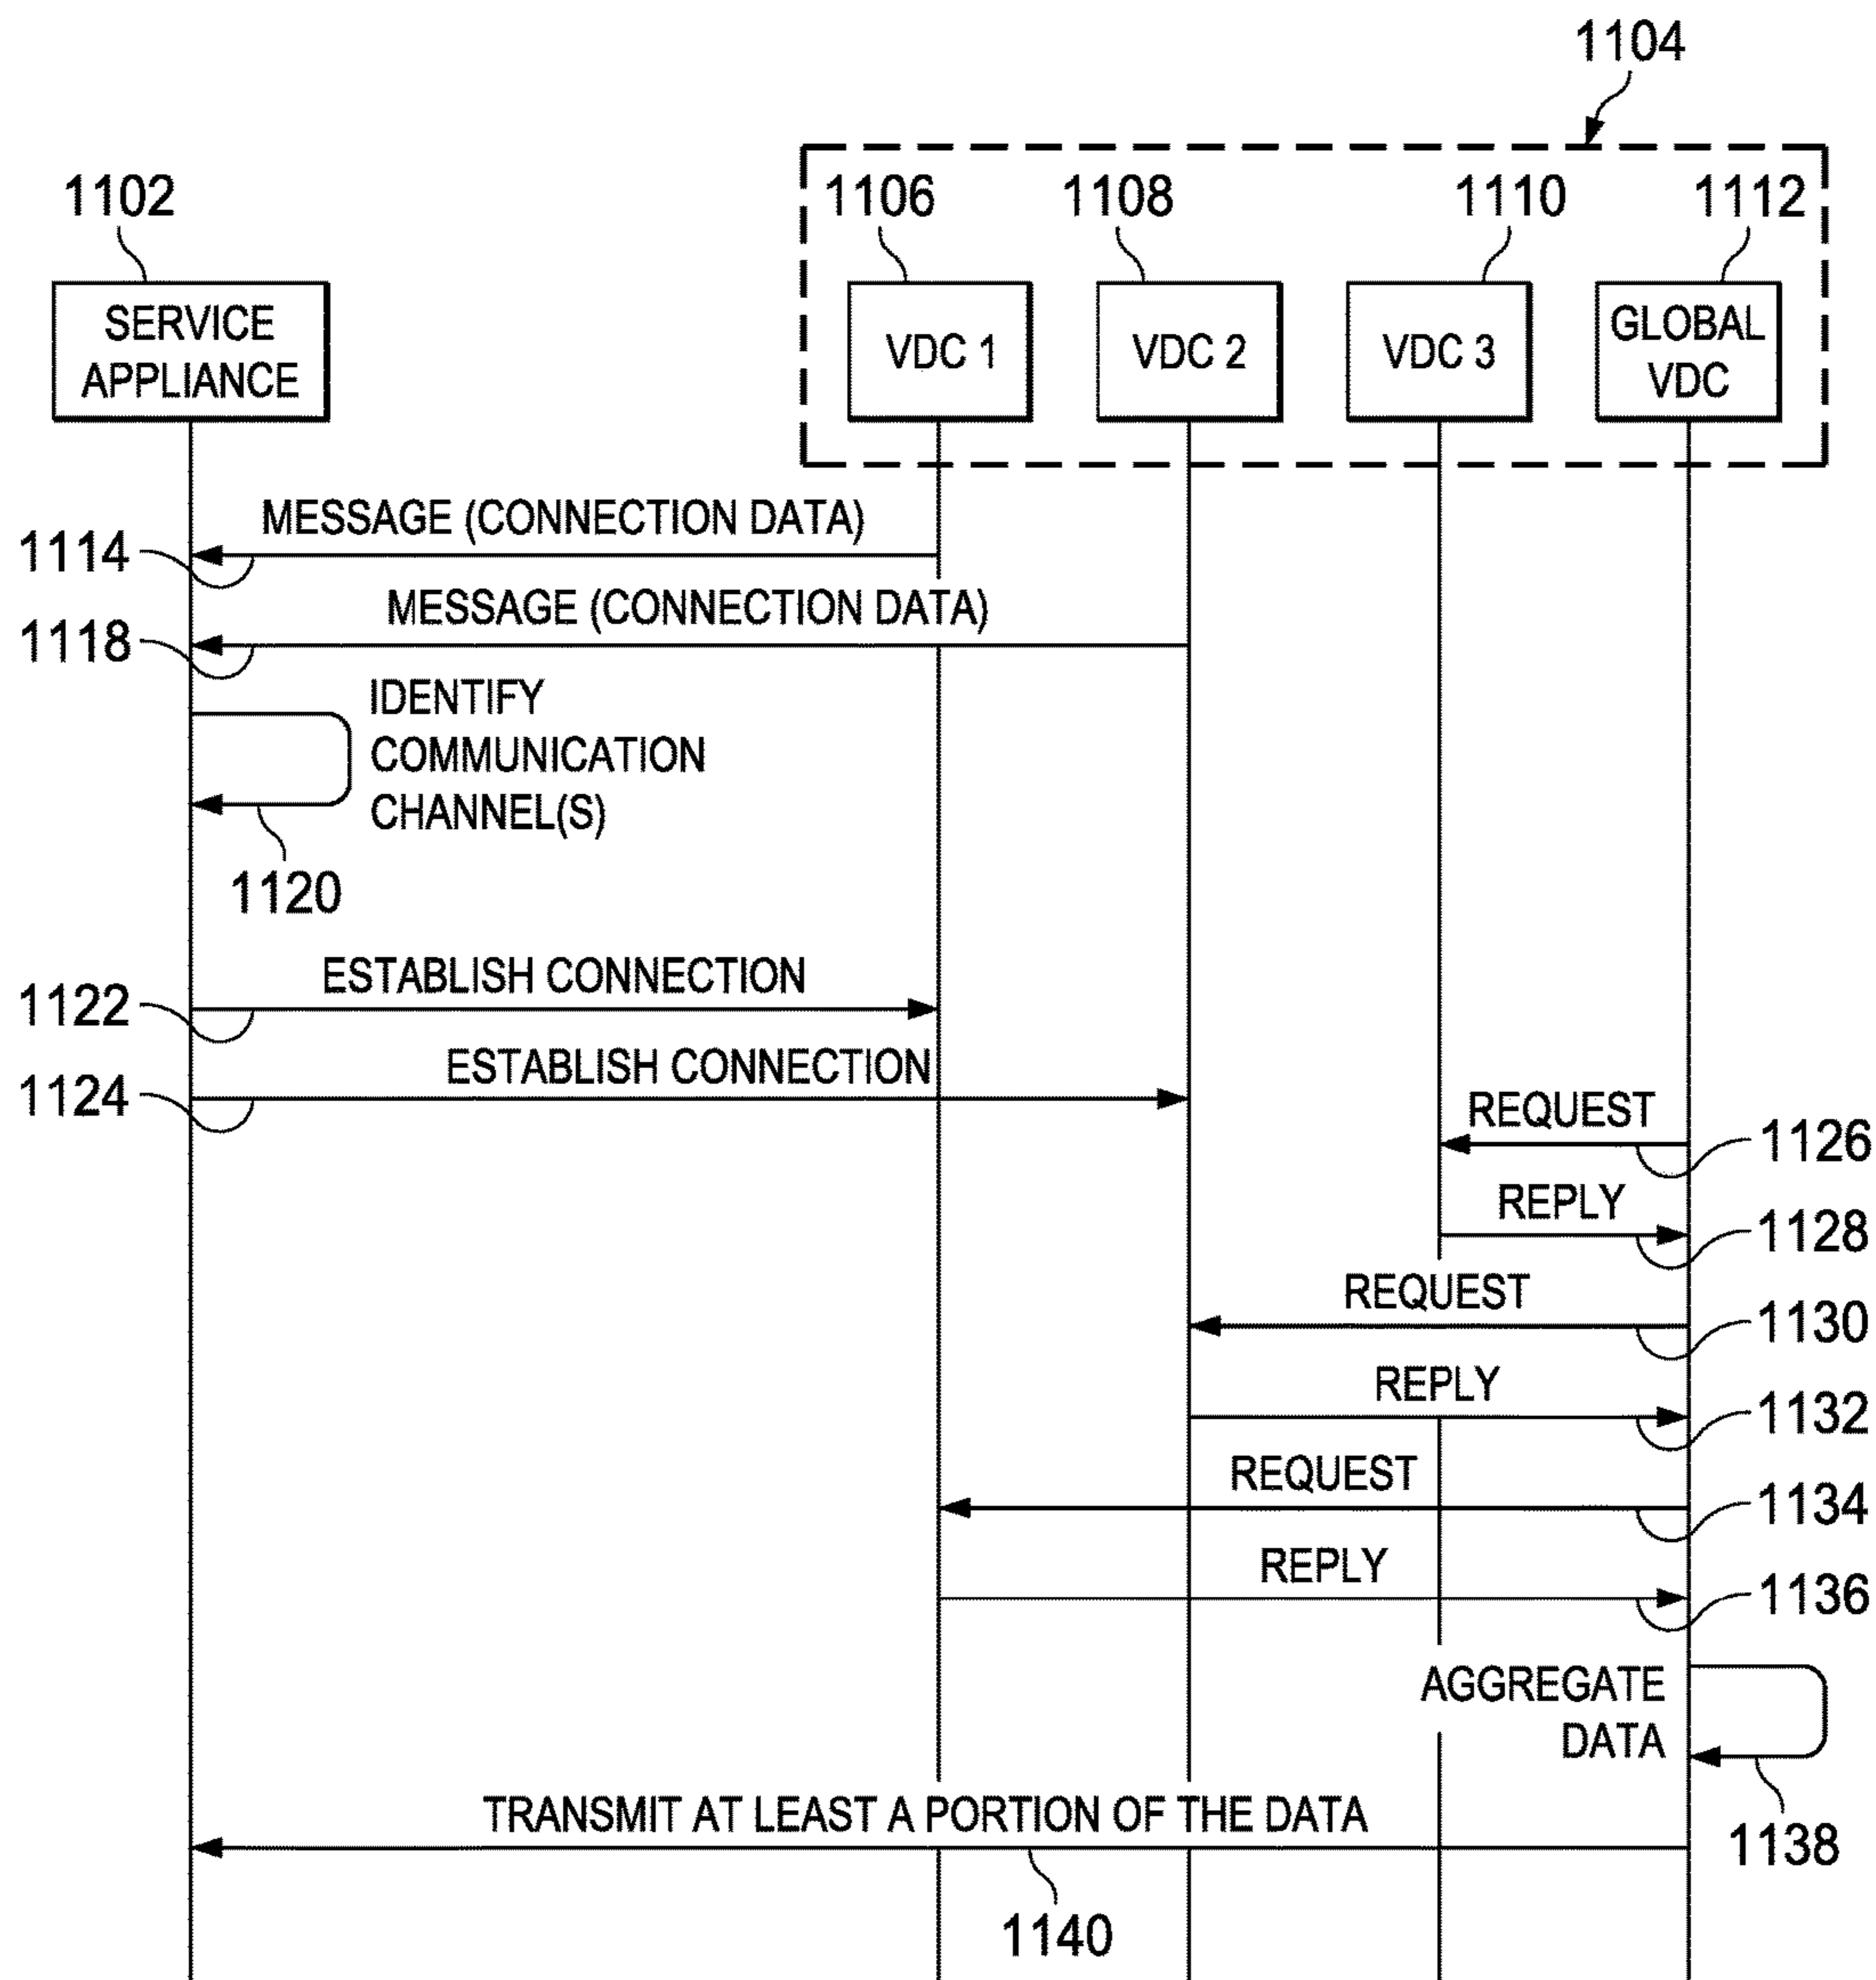 1104
1102
1106
1108
1110
1112
SERVICE
APPLIANCE
VDC 1
VDC 2
VDC 3
GLOBAL
VDC
MESSAGE (CONNECTION DATA)
1114
MESSAGE (CONNECTION DATA)
1118
IDENTIFY
COMMUNICATION
CHANNEL(S)
1120
ESTABLISH CONNECTION
1122
ESTABLISH CONNECTION
1124
REQUEST
1126
REPLY
1128
REQUEST
1130
REPLY
1132
REQUEST
1134
REPLY
1136
AGGREGATE
DATA
1138
TRANSMIT AT LEAST A PORTION OF THE DATA
1140